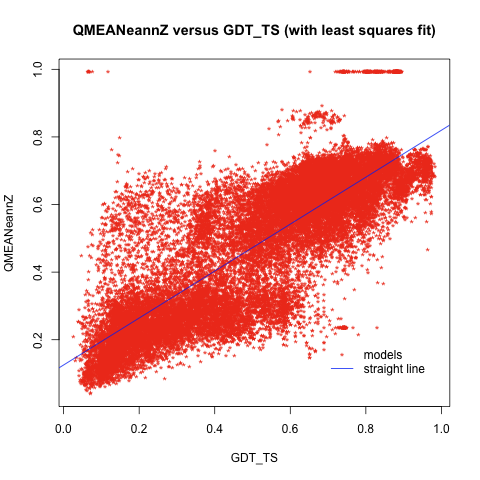 QMEANeannZ versus GDT_TS (with least squares fit)
1.0
0.8
0.6
0.4
0.2
QMEANeannZ
models
straight line
0.0 0.2 0.4 0.6 0.8 1.0
GDT_TS